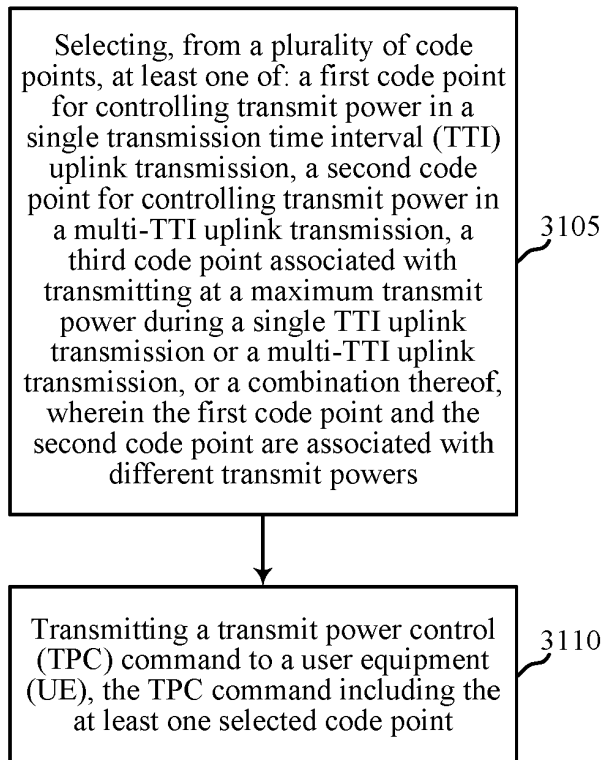 Selecting, from a plurality of code
points, at least one of: a first code point
for controlling transmit power in a
single transmission time interval (TTI)
uplink transmission, a second code
point for controlling transmit power in
a multi-TTI uplink transmission, a
third code point associated with
transmitting at a maximum transmit
power during a single TTI uplink
transmission or a multi-TTI uplink
transmission, or a combination thereof,
wherein the first code point and the
second code point are associated with
different transmit powers
3105
Transmitting a transmit power control
(TPC) command to a user equipment
(UE), the TPC command including the
at least one selected code point
3110